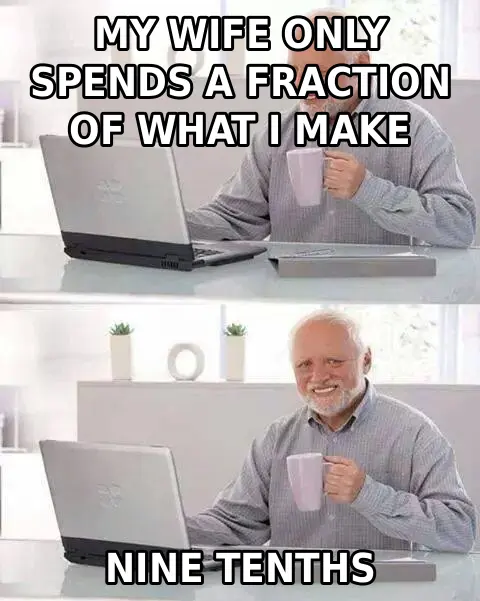 MY WIFE ONLY
SPENDS A FRACTION
OF WHAT I MAKE
NINE TENTHS